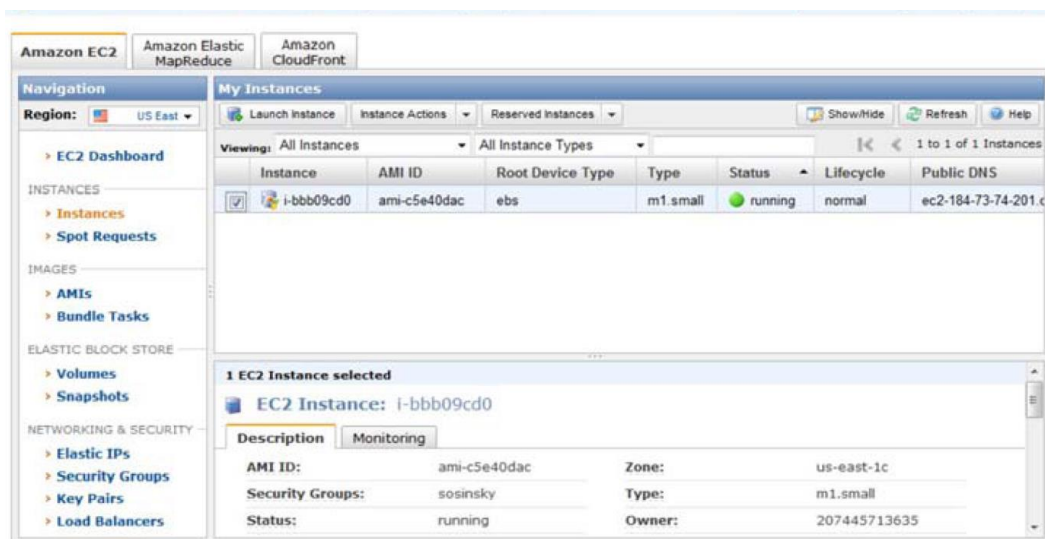 Amazon EC2
Amazon Elastic
MapReduce
Amazon
CloudFront
Navigation
Region: US East
EC2 Dashboard
INSTANCES
Instances
Spot Requests
IMAGES
AMIs
Bundle Tasks
ELASTIC BLOCK STORE
Volumes
Snapshots
NETWORKING & SECURITY
Elastic IPs
Security Groups
Key Pairs
Load Balancers
My Instances
Launch Instance Instance Actions Reserved Instances Show/Hide Refresh Help
Viewing: All Instances All Instance Types 1 to 1 of 1 Instances
Instance AMI ID Root Device Type Type Status Lifecycle Public DNS
i-bbb09cd0 ami-c5e40dac ebs m1.small running normal ec2-184-73-74-201.c
1 EC2 Instance selected
EC2 Instance: i-bbb09cd0
Description Monitoring
AMI ID: ami-c5e40dac Zone: us-east-1c
Security Groups: sosinsky Type: m1.small
Status: running Owner: 207445713635